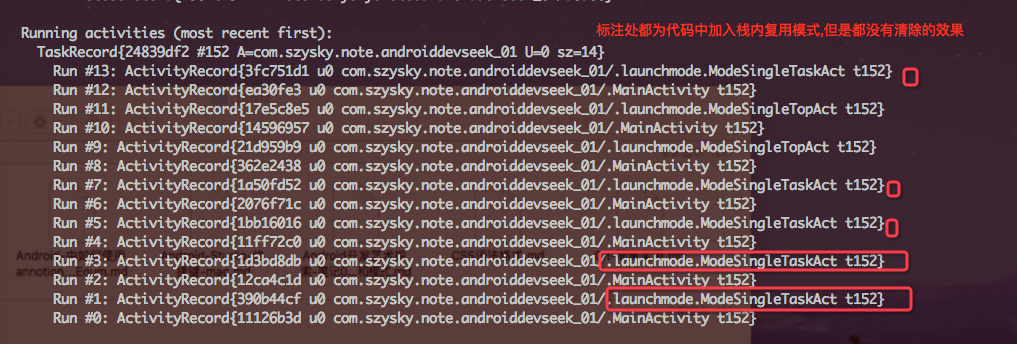 标注处都为代码中加入栈内复用模式,但是都没有清除的效果
Running activities (most recent first):
TaskRecord{24839df2 #152 A=com.szysky.note.androiddevseek_01 U=0 sz=14}
Run #13: ActivityRecord{3fc751d1 u0 com.szysky.note.androiddevseek_01/.launchmode.ModeSingleTaskAct t152}
Run #12: ActivityRecord{ea30fe3 u0 com.szysky.note.androiddevseek_01/.MainActivity t152}
Run #11: ActivityRecord{17e5c8e5 u0 com.szysky.note.androiddevseek_01/.launchmode.ModeSingleTopAct t152}
Run #10: ActivityRecord{14596957 u0 com.szysky.note.androiddevseek_01/.MainActivity t152}
Run #9: ActivityRecord{21d959b9 u0 com.szysky.note.androiddevseek_01/.launchmode.ModeSingleTopAct t152}
Run #8: ActivityRecord{362e2438 u0 com.szysky.note.androiddevseek_01/.MainActivity t152}
Run #7: ActivityRecord{1a50fd52 u0 com.szysky.note.androiddevseek_01/.launchmode.ModeSingleTaskAct t152}
Run #6: ActivityRecord{2076f71c u0 com.szysky.note.androiddevseek_01/.MainActivity t152}
Run #5: ActivityRecord{1bb16016 u0 com.szysky.note.androiddevseek_01/.launchmode.ModeSingleTaskAct t152}
Run #4: ActivityRecord{11ff72c0 u0 com.szysky.note.androiddevseek_01/.MainActivity t152}
Run #3: ActivityRecord{1d3bd8db u0 com.szysky.note.androiddevseek_01/.launchmode.ModeSingleTaskAct t152}
Run #2: ActivityRecord{12ca4c1d u0 com.szysky.note.androiddevseek_01/.MainActivity t152}
Run #1: ActivityRecord{390b44cf u0 com.szysky.note.androiddevseek_01/.launchmode.ModeSingleTaskAct t152}
Run #0: ActivityRecord{11126b3d u0 com.szysky.note.androiddevseek_01/.MainActivity t152}